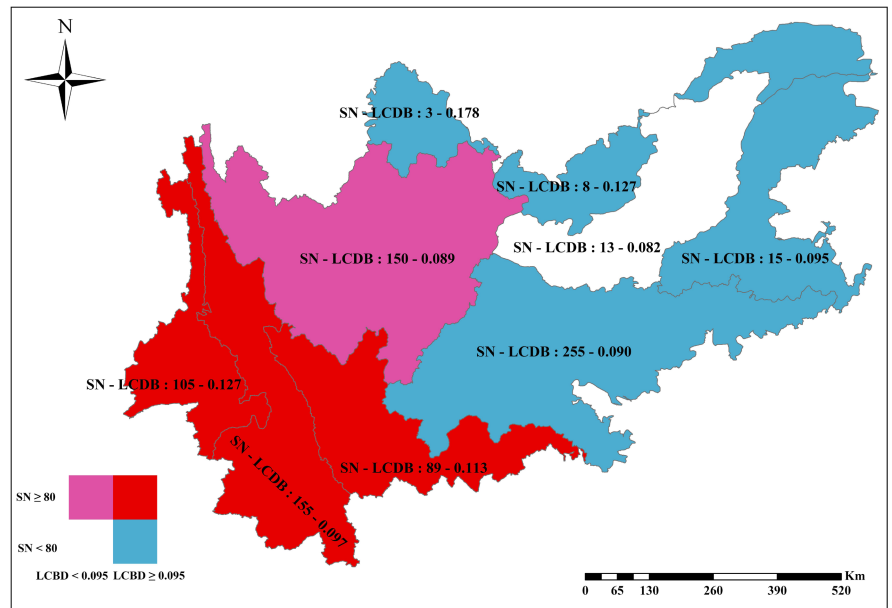 N
SN - LCDB : 3 - 0.178
SN - LCDB : 8 - 0.127
SN - LCDB : 13 - 0.082
SN - LCDB : 150 - 0.089
SN - LCDB : 15 - 0.095
SN - LCDB : 255 - 0.090
SN - LCDB : 105 - 0.127
SN - LCDB : 89 - 0.113
SN - LCDB : 155 - 0.097
SN ≥ 80
SN < 80
LCBD < 0.095 LCBD ≥ 0.095
Km
0 65 130 260 390 520